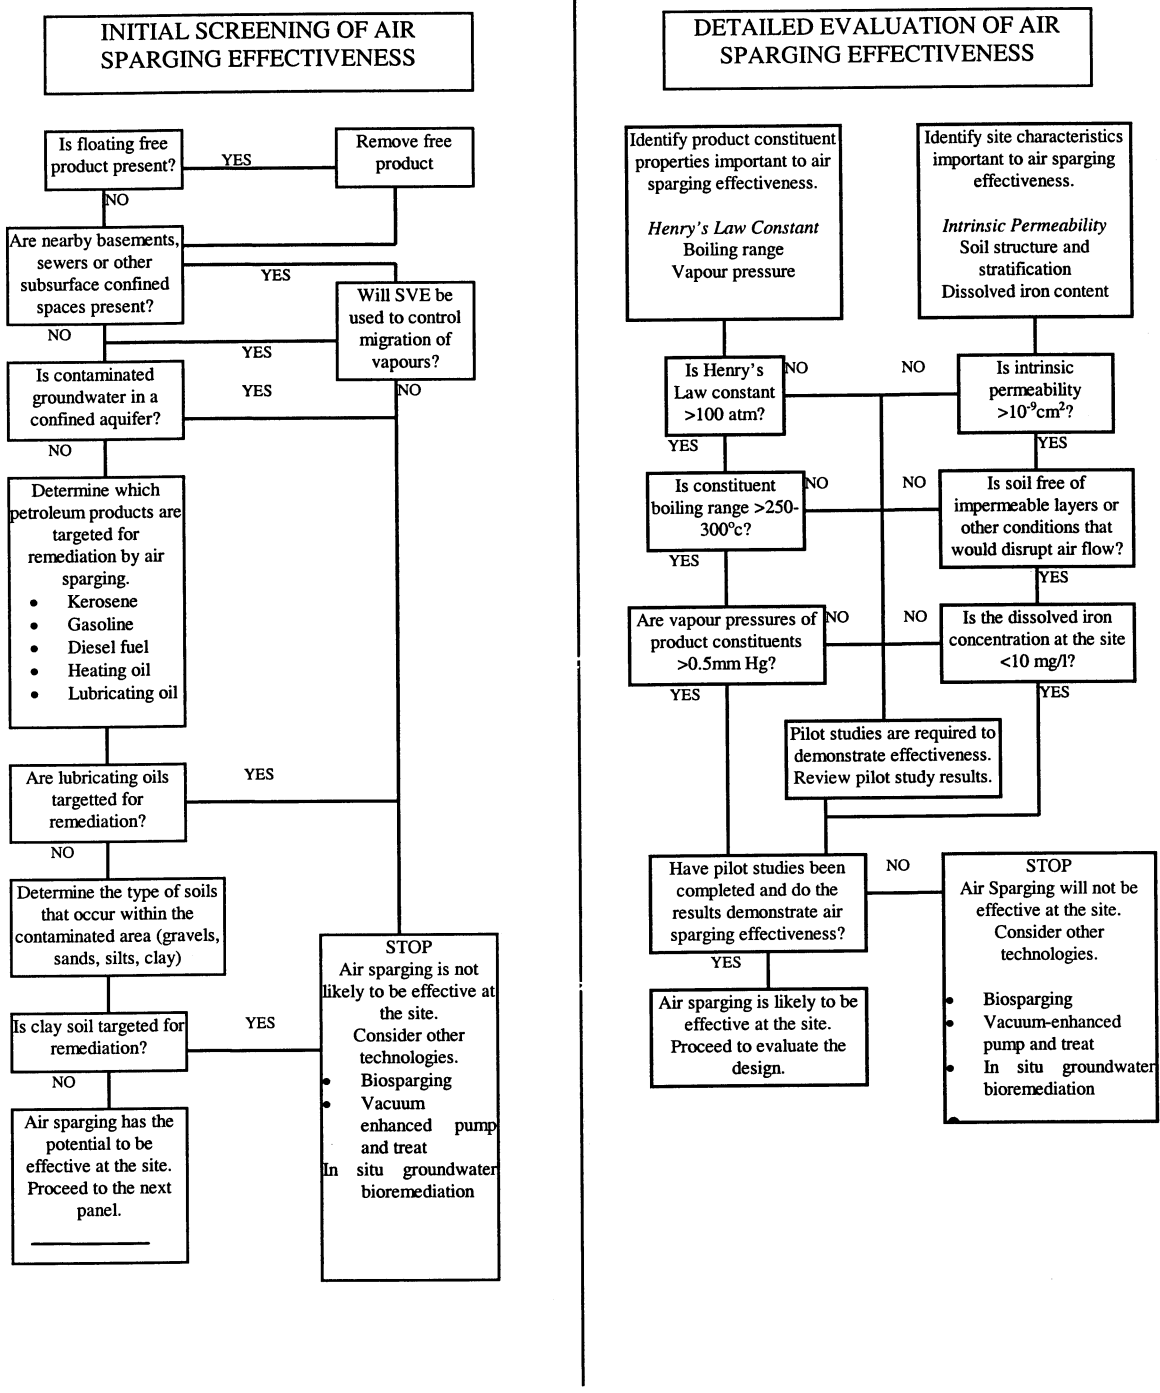 INITIAL SCREENING OF AIR
SPARGING EFFECTIVENESS
Is floating free
product present?
YES
Remove free
product
NO
Are nearby basements,
sewers or other
subsurface confined
spaces present?
YES
Will SVE be
used to control
migration of
vapours?
NO
YES
NO
Is contaminated
groundwater in a
confined aquifer?
YES
NO
Determine which
petroleum products are
targeted for
remediation by air
sparging.
• Kerosene
• Gasoline
• Diesel fuel
• Heating oil
• Lubricating oil
Are lubricating oils
targetted for
remediation?
YES
NO
Determine the type of soils
that occur within the
contaminated area (gravels,
sands, silts, clay)
Is clay soil targeted for
remediation?
YES
NO
Air sparging has the
potential to be
effective at the site.
Proceed to the next
panel.
STOP
Air sparging is not
likely to be effective at
the site.
Consider other
technologies.
• Biosparging
• Vacuum
enhanced pump
and treat
In situ groundwater
bioremediation
DETAILED EVALUATION OF AIR
SPARGING EFFECTIVENESS
Identify product constituent
properties important to air
sparging effectiveness.
Henry's Law Constant
Boiling range
Vapour pressure
Identify site characteristics
important to air sparging
effectiveness.
Intrinsic Permeability
Soil structure and
stratification
Dissolved iron content
Is Henry's
Law constant
>100 atm?
NO
NO
Is intrinsic
permeability
>10⁻⁹cm²?
YES
YES
Is constituent
boiling range >250-
300°c?
NO
NO
Is soil free of
impermeable layers or
other conditions that
would disrupt air flow?
YES
YES
Are vapour pressures of
product constituents
>0.5mm Hg?
NO
NO
Is the dissolved iron
concentration at the site
<10 mg/l?
YES
YES
Pilot studies are required to
demonstrate effectiveness.
Review pilot study results.
Have pilot studies been
completed and do the
results demonstrate air
sparging effectiveness?
NO
YES
Air sparging is likely to be
effective at the site.
Proceed to evaluate the
design.
STOP
Air Sparging will not be
effective at the site.
Consider other
technologies.
• Biosparging
• Vacuum-enhanced
pump and treat
• In situ groundwater
bioremediation
•